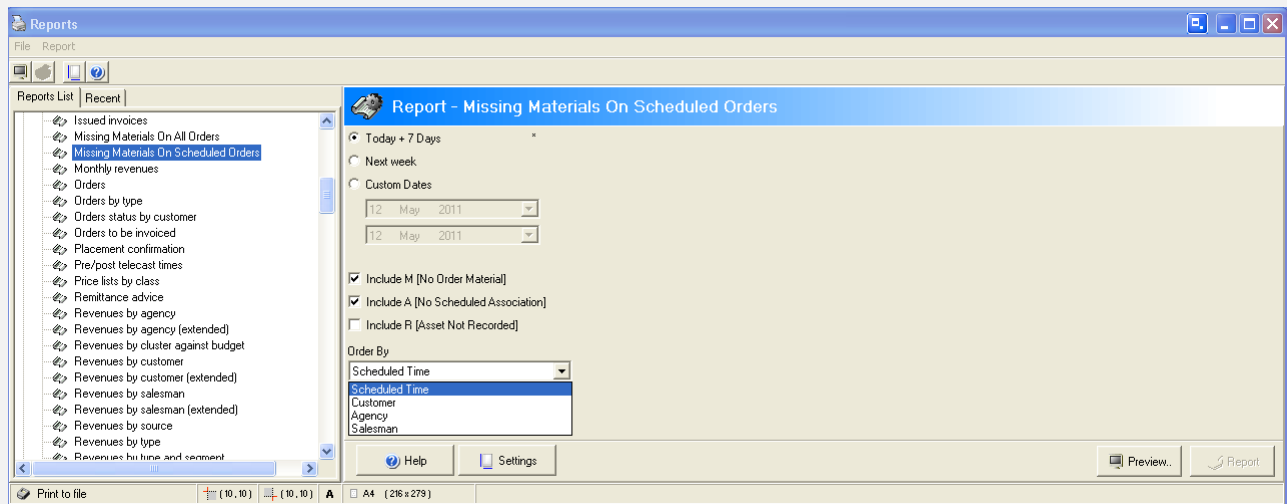 Reports
File Report
Reports List Recent
Issued invoices
Missing Materials On All Orders
Missing Materials On Scheduled Orders
Monthly revenues
Orders
Orders by type
Orders status by customer
Orders to be invoiced
Placement confirmation
Pre/post telecast times
Price lists by class
Remittance advice
Revenues by agency
Revenues by agency (extended)
Revenues by cluster against budget
Revenues by customer
Revenues by customer (extended)
Revenues by salesman
Revenues by salesman (extended)
Revenues by source
Revenues by type
Revenues by type and segment
Report - Missing Materials On Scheduled Orders
Today + 7 Days *
Next week
Custom Dates
12 May 2011
12 May 2011
Include M [No Order Material]
Include A [No Scheduled Association]
Include R [Asset Not Recorded]
Order By
Scheduled Time
Scheduled Time
Customer
Agency
Salesman
Help Settings Preview.. Report
Print to file (10, 10) (10, 10) A A4 (216 x 279)